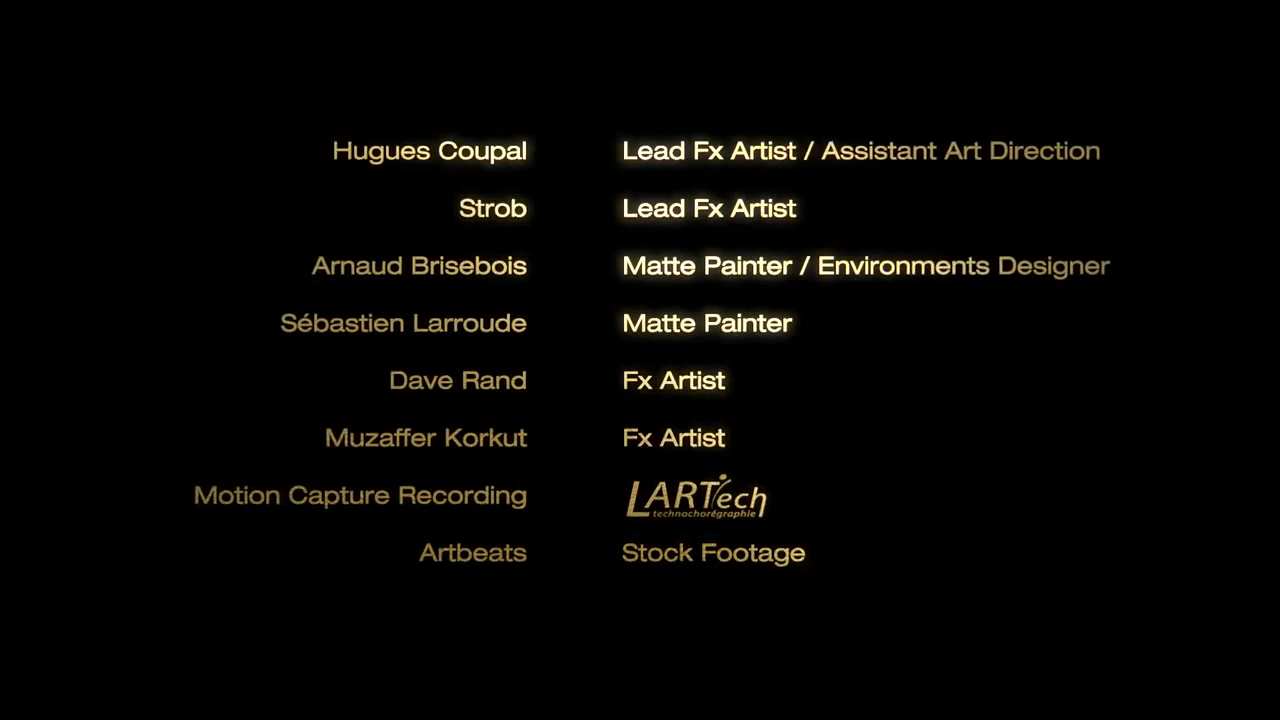 Hugues Coupal Lead Fx Artist / Assistant Art Direction
Strob Lead Fx Artist
Arnaud Brisebois Matte Painter / Environments Designer
Sébastien Larroude Matte Painter
Dave Rand Fx Artist
Muzaffer Korkut Fx Artist
Motion Capture Recording LARTech
technochorégraphie
Artbeats Stock Footage